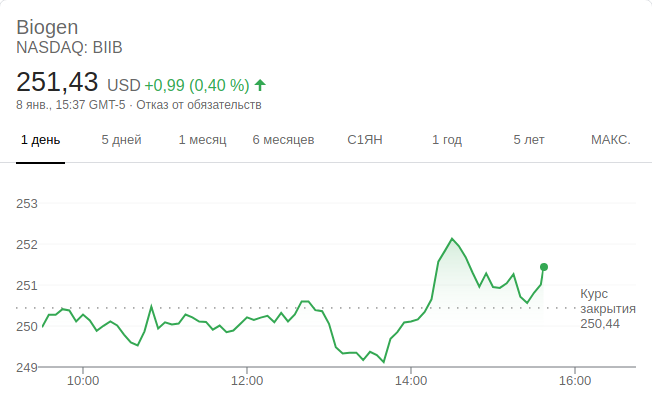 Biogen
NASDAQ: BIIB
251,43 USD +0,99 (0,40 %)
8 янв., 15:37 GMT-5 · Отказ от обязательств
1 день 5 дней 1 месяц 6 месяцев С1ЯН 1 год 5 лет МАКС.
253
252
251
250
249
Курс
закрытия
250,44
10:00 12:00 14:00 16:00